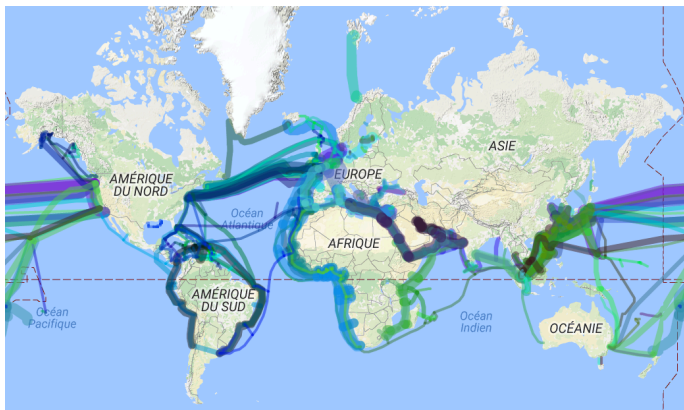 ASIE
AMÉRIQUE
DU NORD
EUROPE
Océan
Atlantique
AFRIQUE
AMÉRIQUE
DU SUD
Océan
Pacifique
Océan
Indien
OCÉANIE